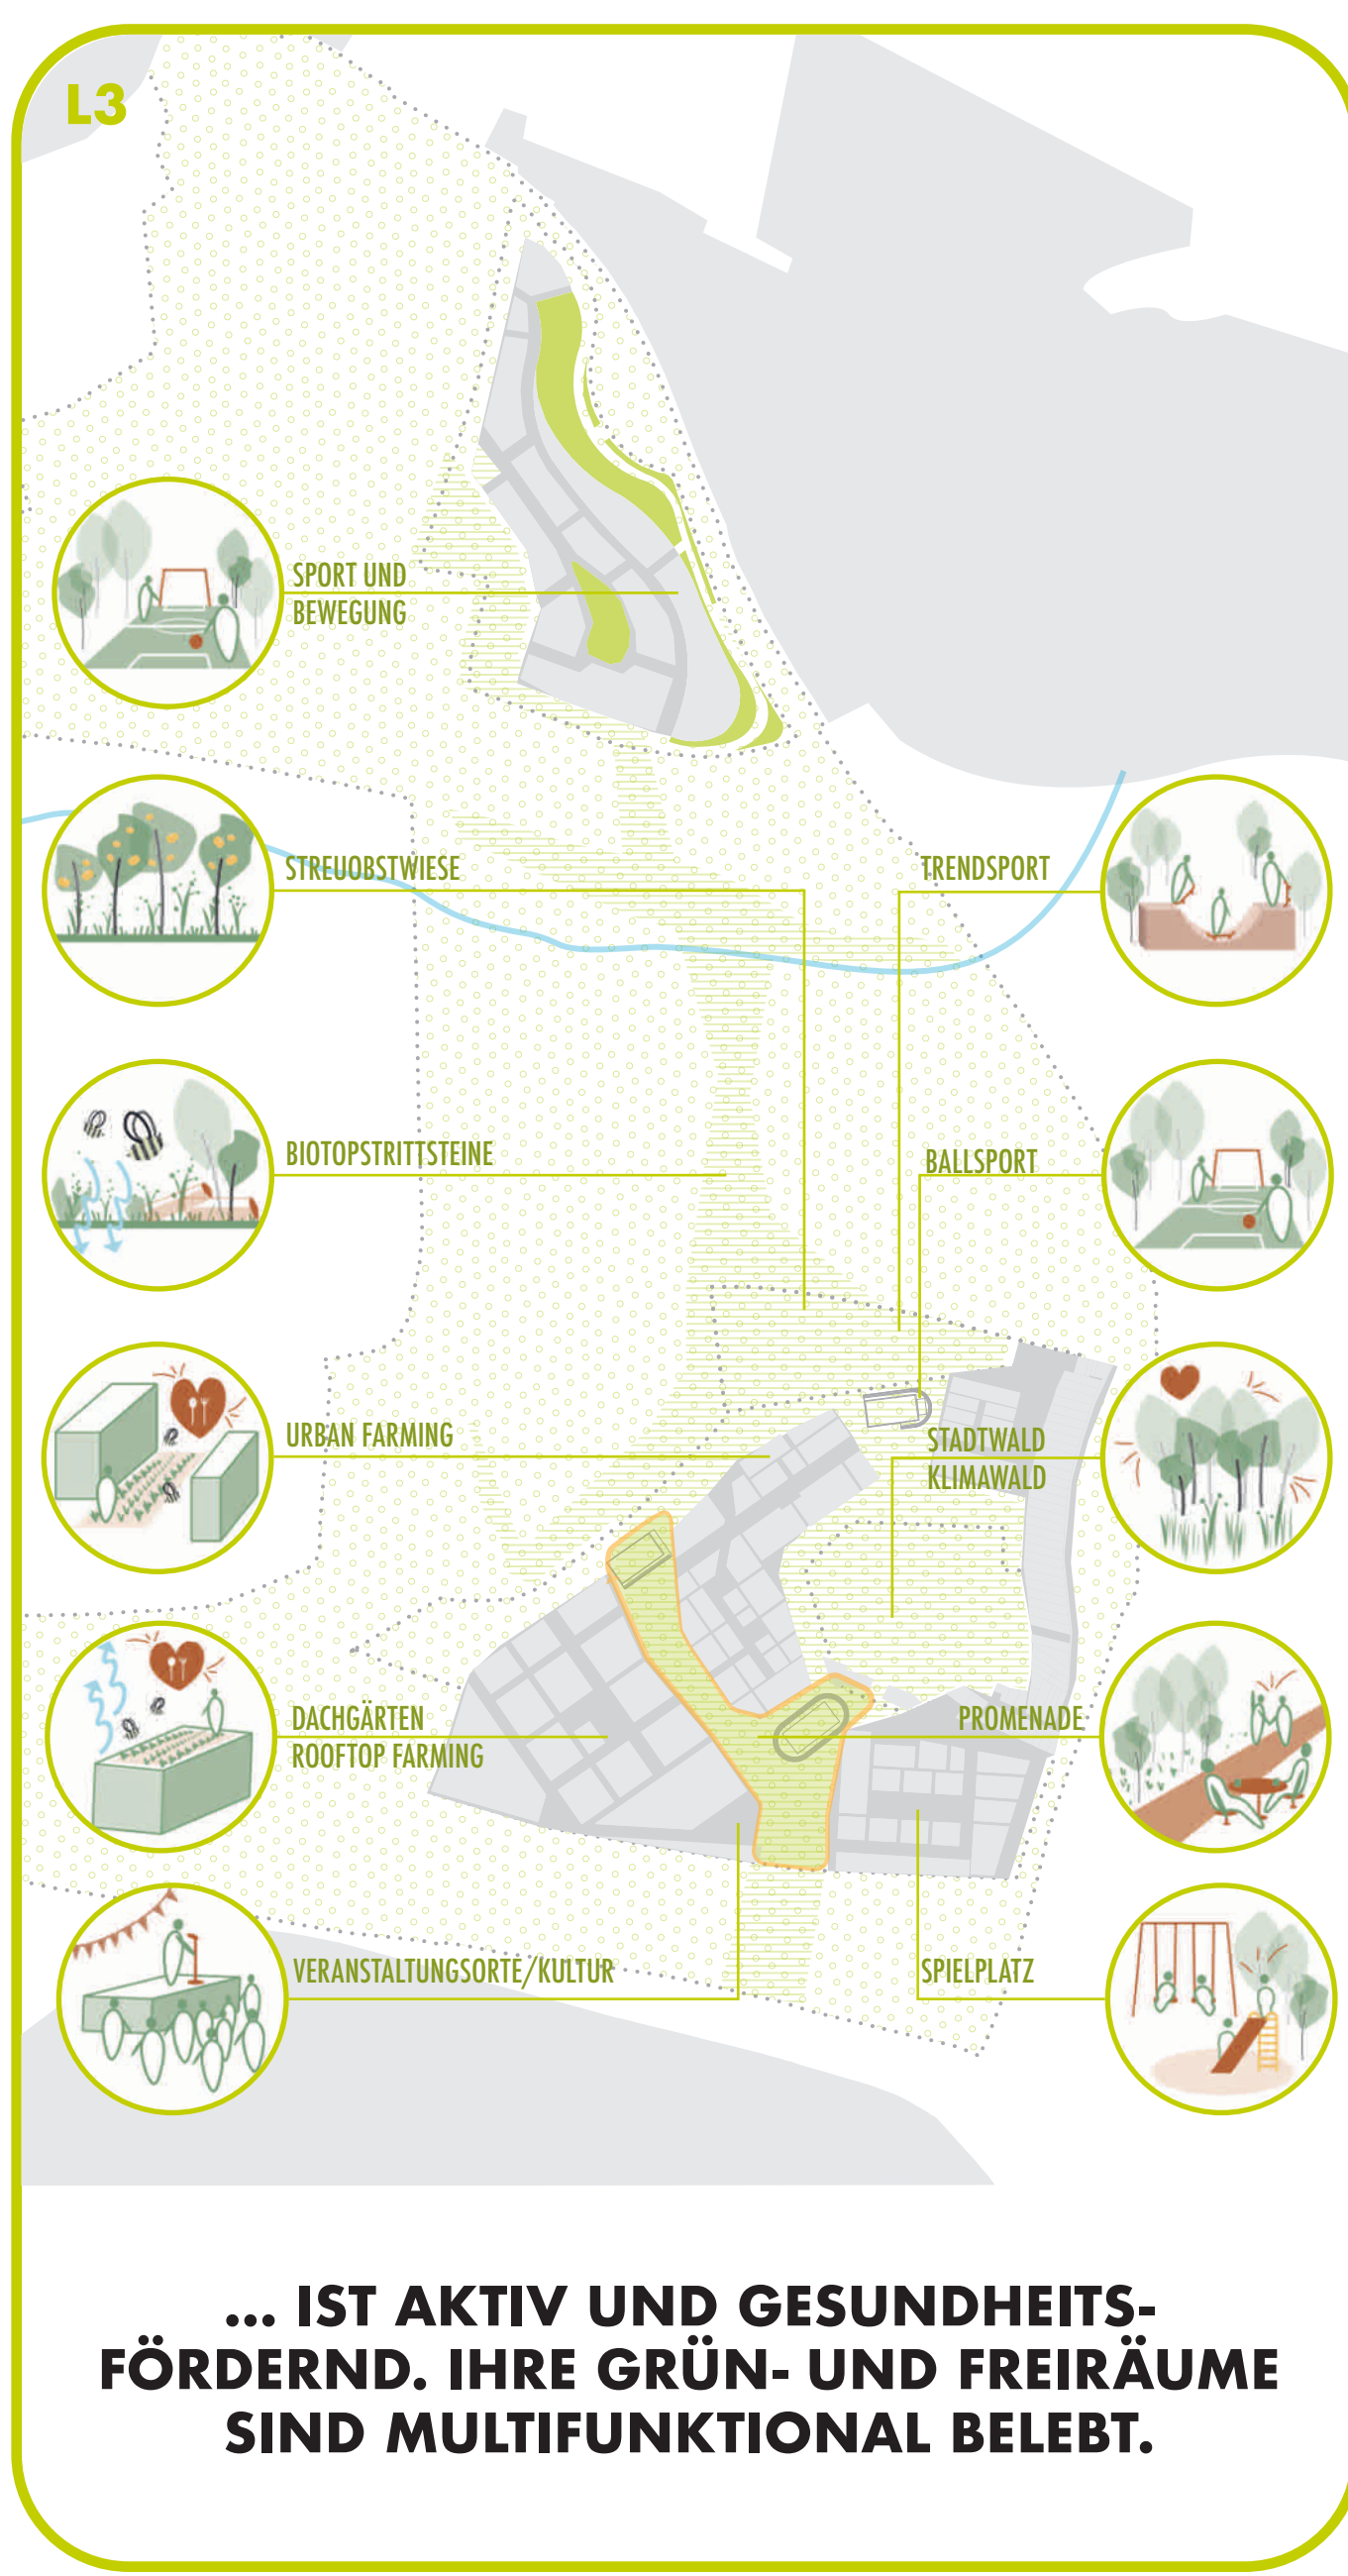 L3
SPORT UND
BEWEGUNG
STREUOBSTWIESE
TRENDSPORT
BIOTOPSTRITTSTEINE
BALLSPORT
URBAN FARMING
STADTWALD
KLIMAWALD
DACHGÄRTEN
ROOFTOP FARMING
PROMENADE
VERANSTALTUNGSORTE/KULTUR
SPIELPLATZ
... IST AKTIV UND GESUNDHEITS-
FÖRDERND. IHRE GRÜN- UND FREIRÄUME
SIND MULTIFUNKTIONAL BELEBT.